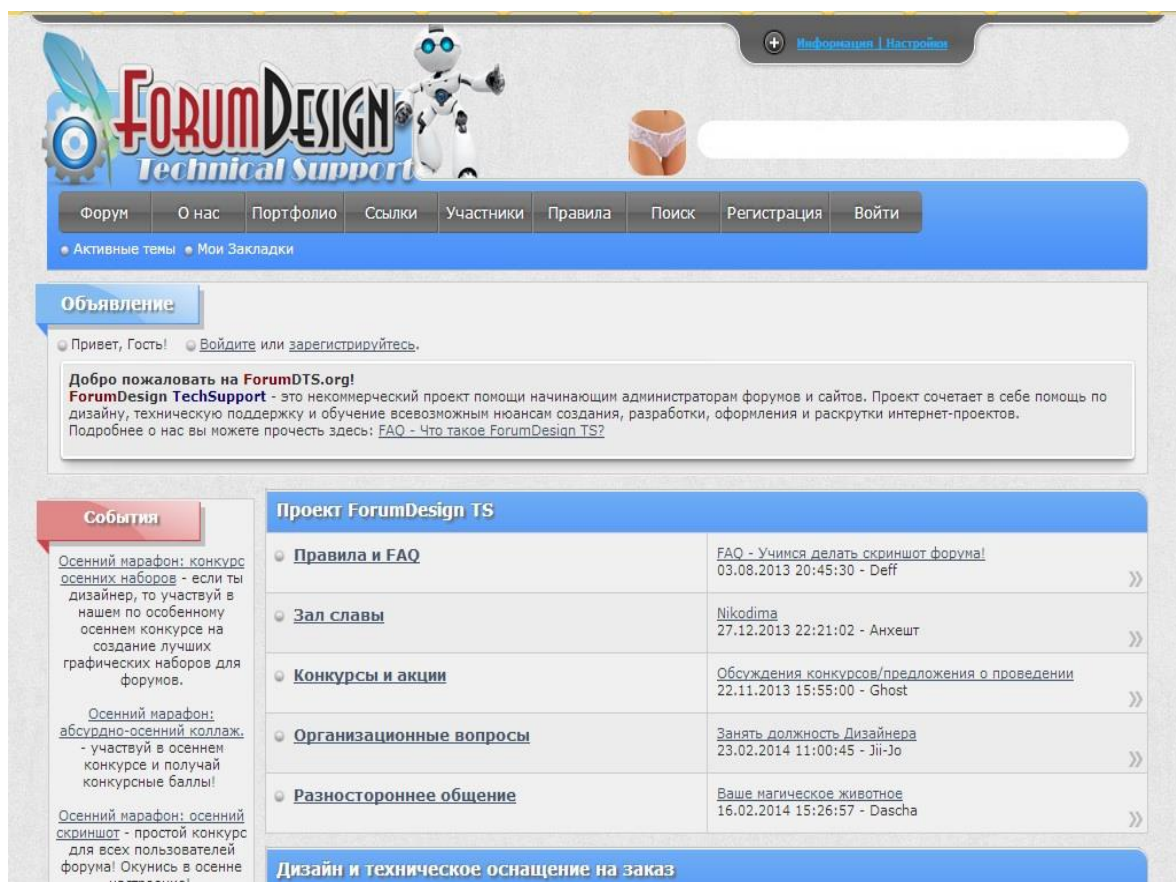 Информация | Настройки
FORUMDESIGN
Technical Support
Форум О нас Портфолио Ссылки Участники Правила Поиск Регистрация Войти
Активные темы Мои Закладки
Объявление
Привет, Гость! Войдите или зарегистрируйтесь.
Добро пожаловать на ForumDTS.org!
ForumDesign TechSupport - это некоммерческий проект помощи начинающим администраторам форумов и сайтов. Проект сочетает в себе помощь по
дизайну, техническую поддержку и обучение всевозможным нюансам создания, разработки, оформления и раскрутки интернет-проектов.
Подробнее о нас вы можете прочесть здесь: FAQ - Что такое ForumDesign TS?
События
Осенний марафон: конкурс
осенних наборов - если ты
дизайнер, то участвуй в
нашем по особенному
осеннем конкурсе на
создание лучших
графических наборов для
форумов.
Осенний марафон:
абсурдно-осенний коллаж.
- участвуй в осеннем
конкурсе и получай
конкурсные баллы!
Осенний марафон: осенний
скриншот - простой конкурс
для всех пользователей
форума! Окунись в осенне
Проект ForumDesign TS
Правила и FAQ
FAQ - Учимся делать скриншот форума!
03.08.2013 20:45:30 - Deff
Зал славы
Nikodima
27.12.2013 22:21:02 - Анхешт
Конкурсы и акции
Обсуждения конкурсов/предложения о проведении
22.11.2013 15:55:00 - Ghost
Организационные вопросы
Занять должность Дизайнера
23.02.2014 11:00:45 - Jii-Jo
Разностороннее общение
Ваше магическое животное
16.02.2014 15:26:57 - Dascha
Дизайн и техническое оснащение на заказ